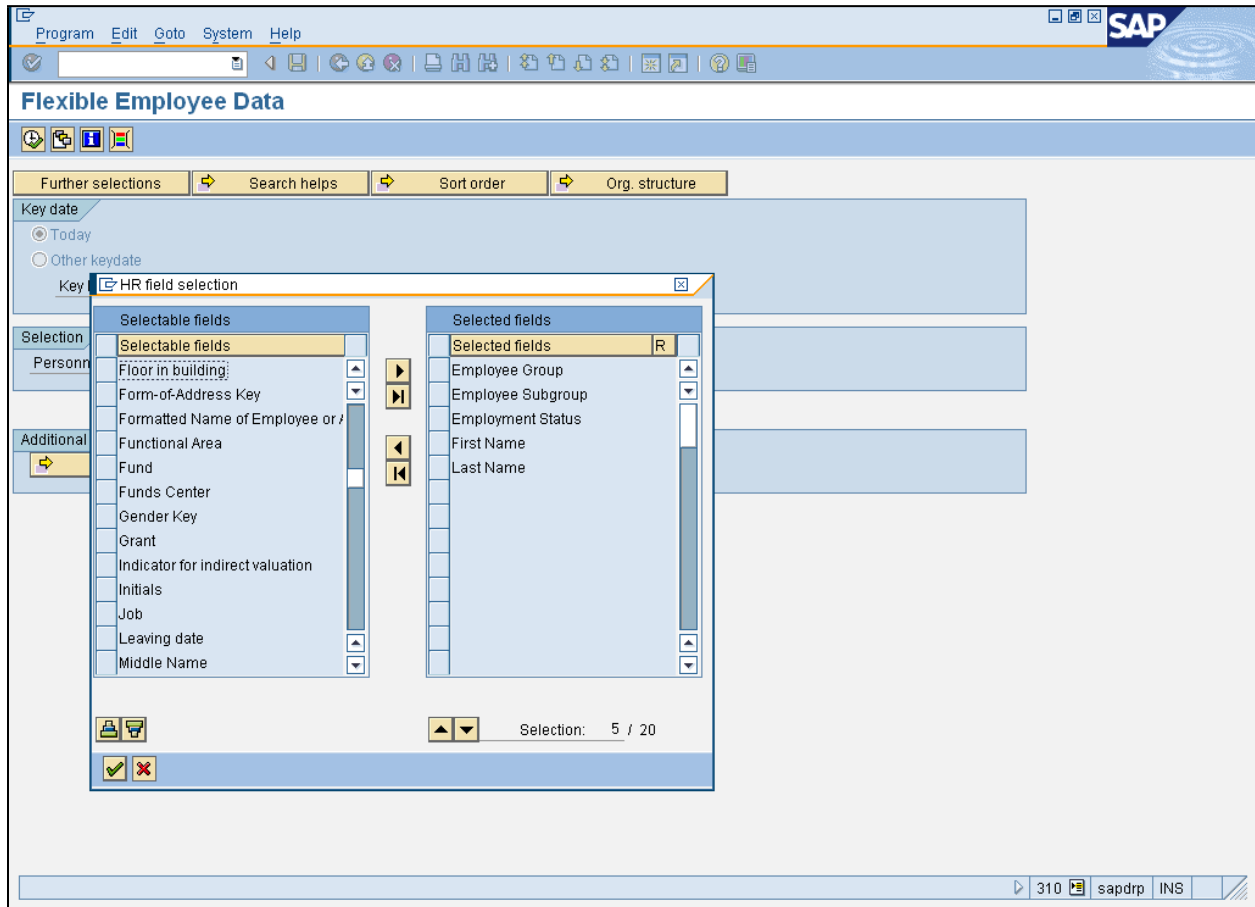 Program Edit Goto System Help
SAP
Flexible Employee Data
Further selections Search helps Sort order Org. structure
Key date
Today
Other keydate
Key
HR field selection
Selectable fields Selected fields
Selectable fields Selected fields R
Selection
Personn
Floor in building Employee Group
Form-of-Address Key Employee Subgroup
Formatted Name of Employee or Employment Status
Additional
Functional Area First Name
Fund Last Name
Funds Center
Gender Key
Grant
Indicator for indirect valuation
Initials
Job
Leaving date
Middle Name
Selection: 5 / 20
310 sapdrp INS